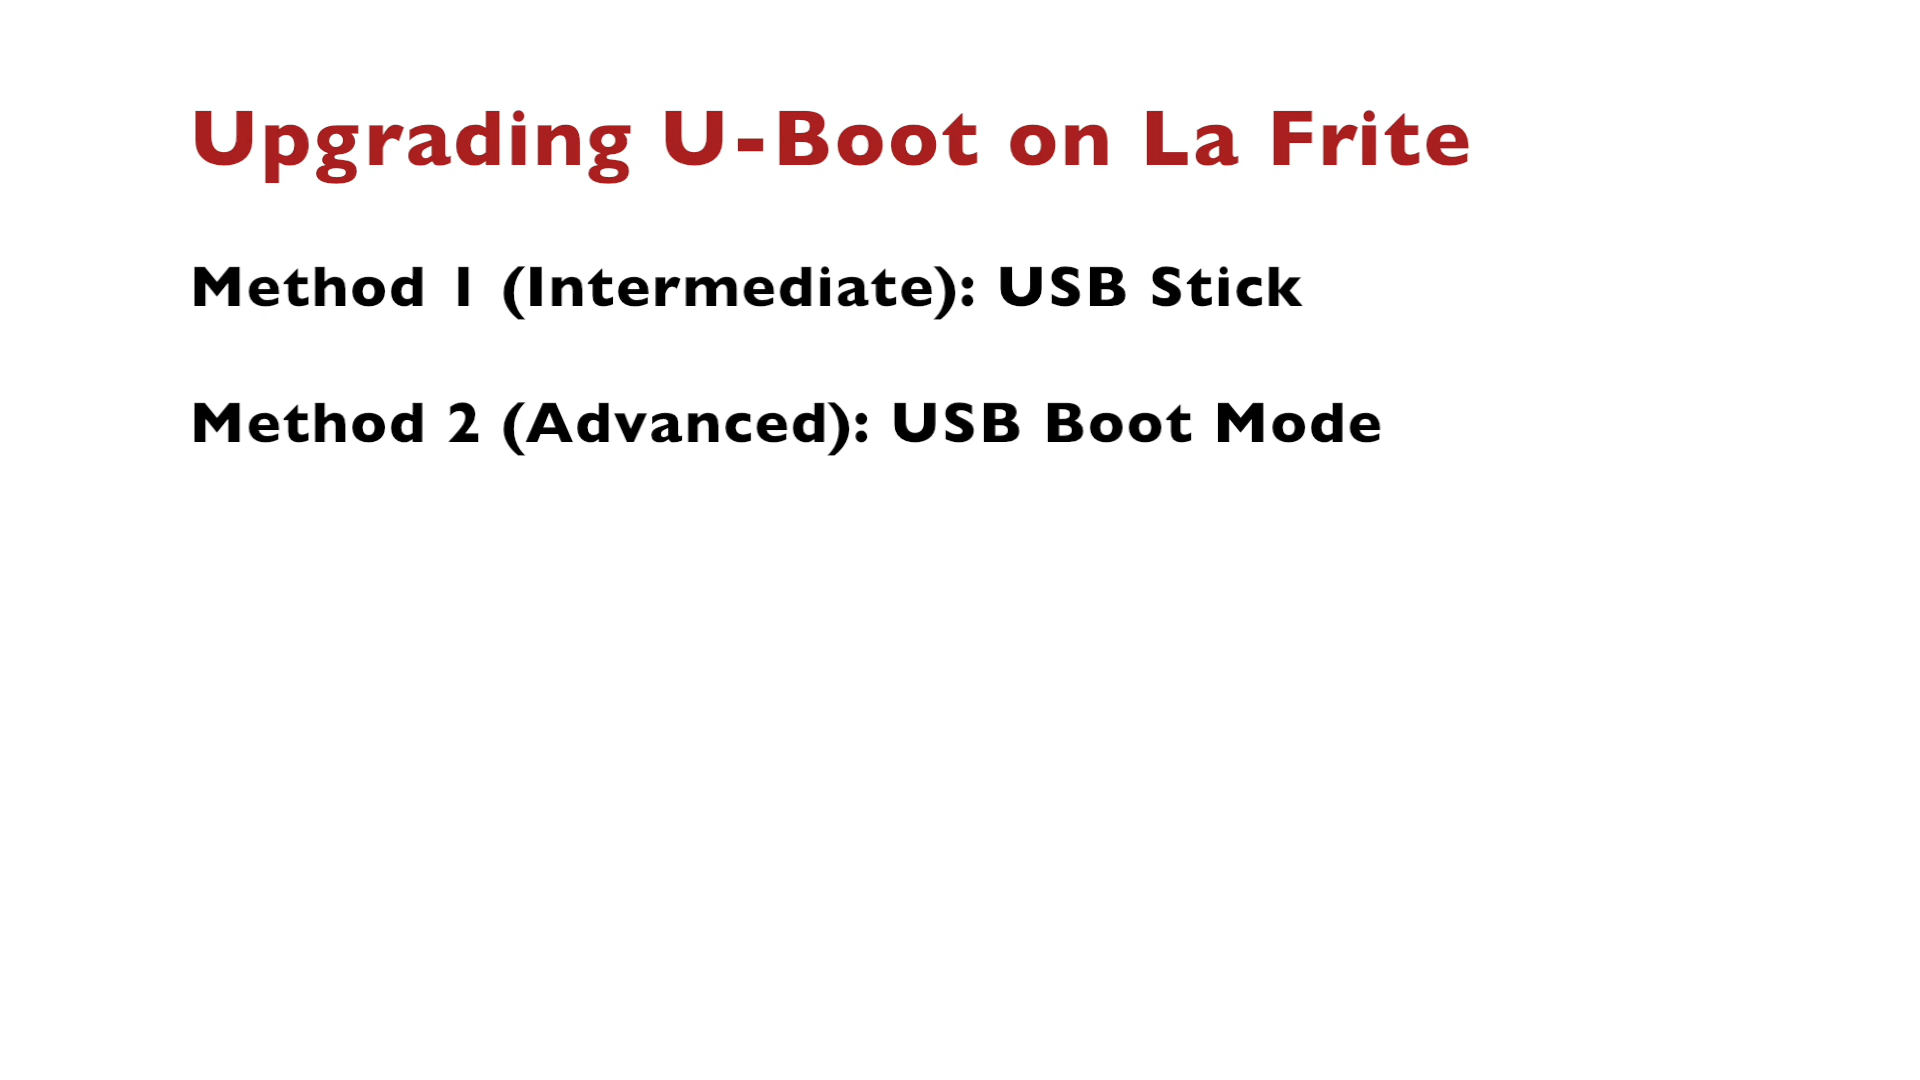 Upgrading U-Boot on La Frite
Method 1 (Intermediate): USB Stick
Method 2 (Advanced): USB Boot Mode